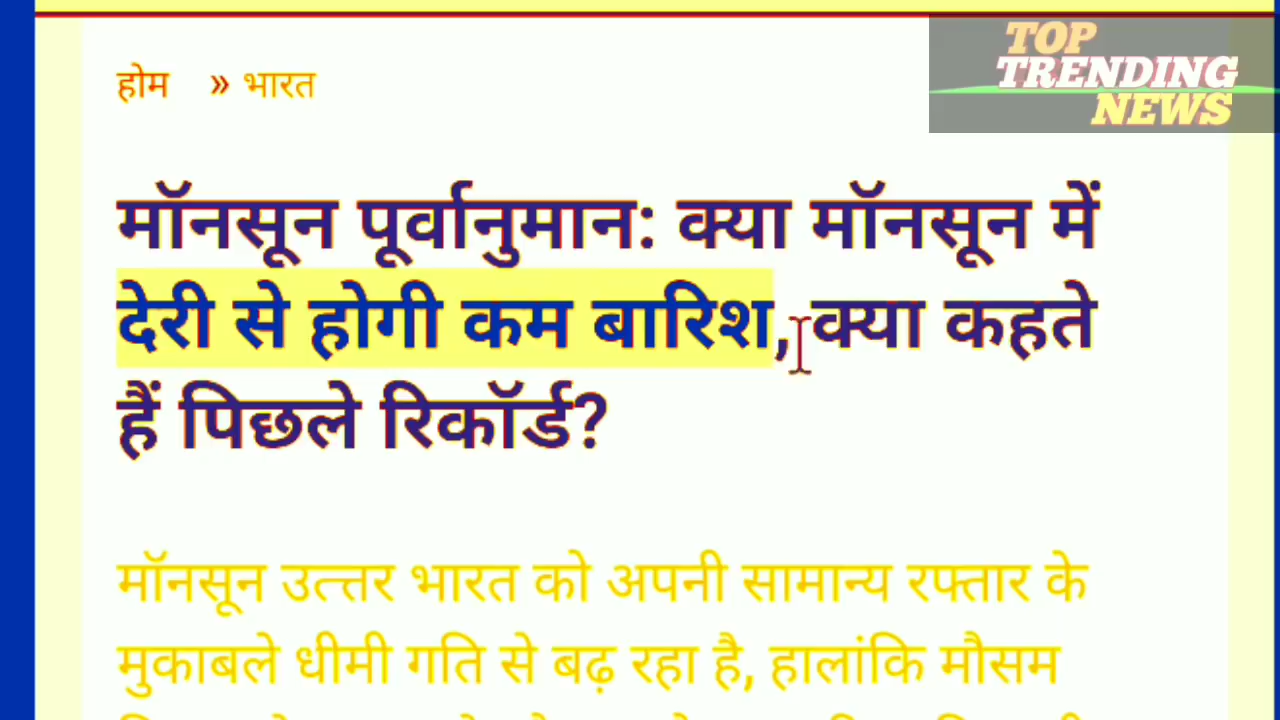 होम » भारत
TOP
TRENDING
NEWS
मॉनसून पूर्वानुमान: क्या मॉनसून में
देरी से होगी कम बारिश, क्या कहते
हैं पिछले रिकॉर्ड?
मॉनसून उत्तर भारत को अपनी सामान्य रफ्तार के
मुकाबले धीमी गति से बढ़ रहा है, हालांकि मौसम